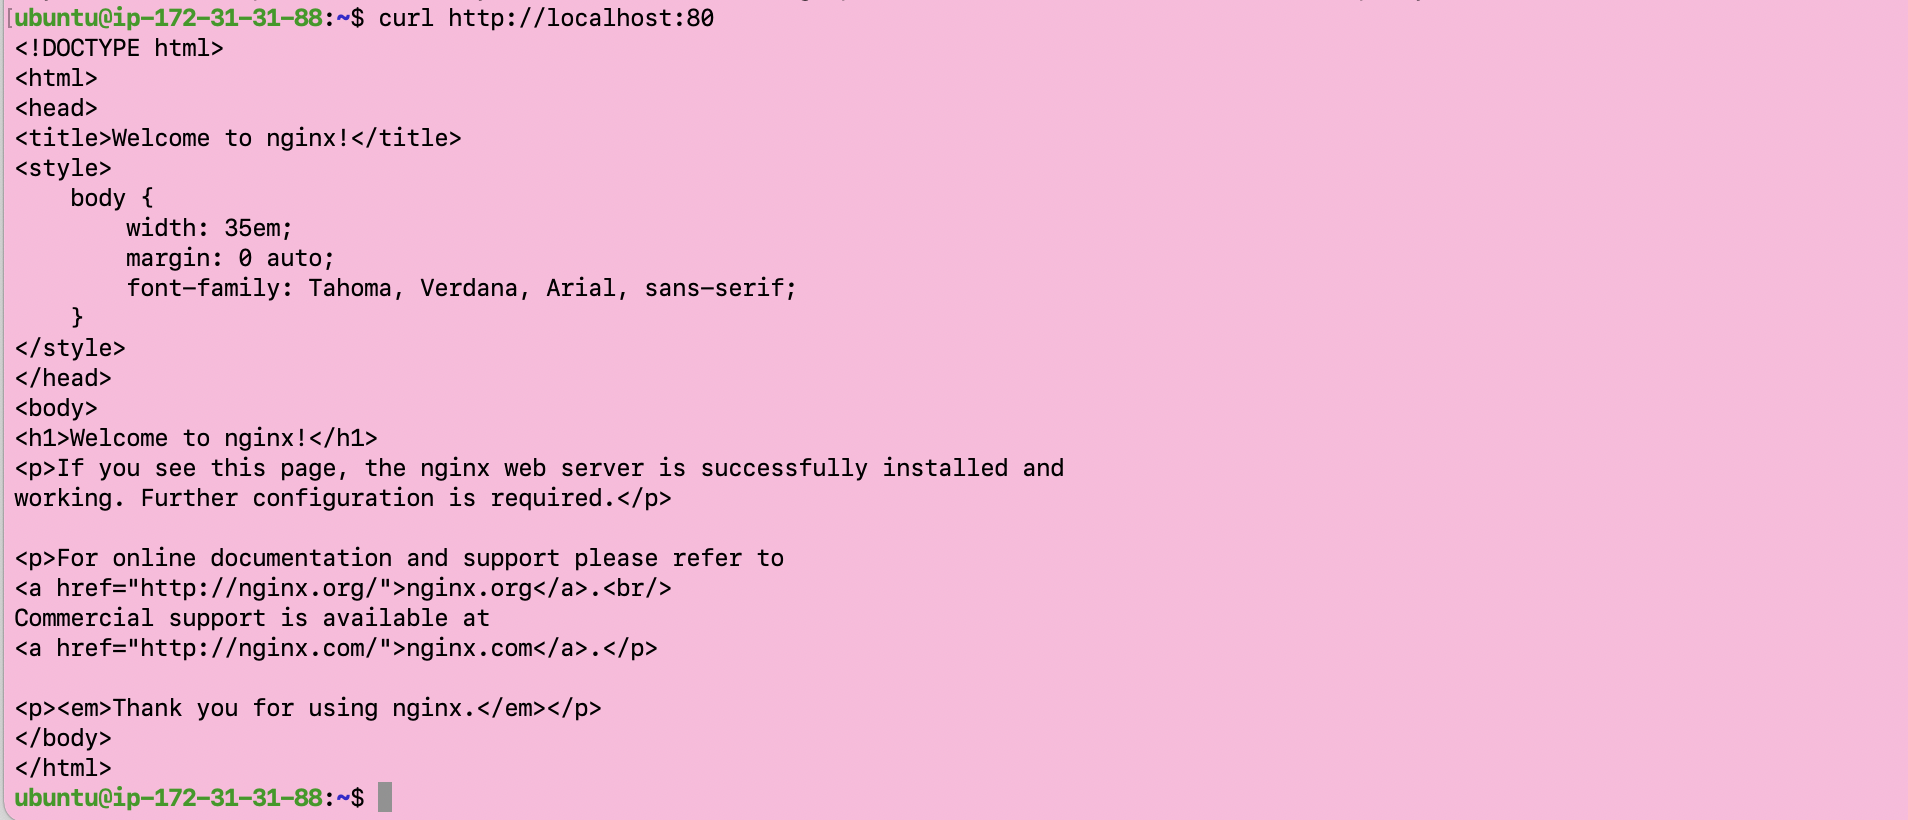 [ubuntu@ip-172-31-31-88:~$ curl http://localhost:80
<!DOCTYPE html>
<html>
<head>
<title>Welcome to nginx!</title>
<style>
    body {
        width: 35em;
        margin: 0 auto;
        font-family: Tahoma, Verdana, Arial, sans-serif;
    }
</style>
</head>
<body>
<h1>Welcome to nginx!</h1>
<p>If you see this page, the nginx web server is successfully installed and
working. Further configuration is required.</p>

<p>For online documentation and support please refer to
<a href="http://nginx.org/">nginx.org</a>.<br/>
Commercial support is available at
<a href="http://nginx.com/">nginx.com</a>.</p>

<p><em>Thank you for using nginx.</em></p>
</body>
</html>
ubuntu@ip-172-31-31-88:~$